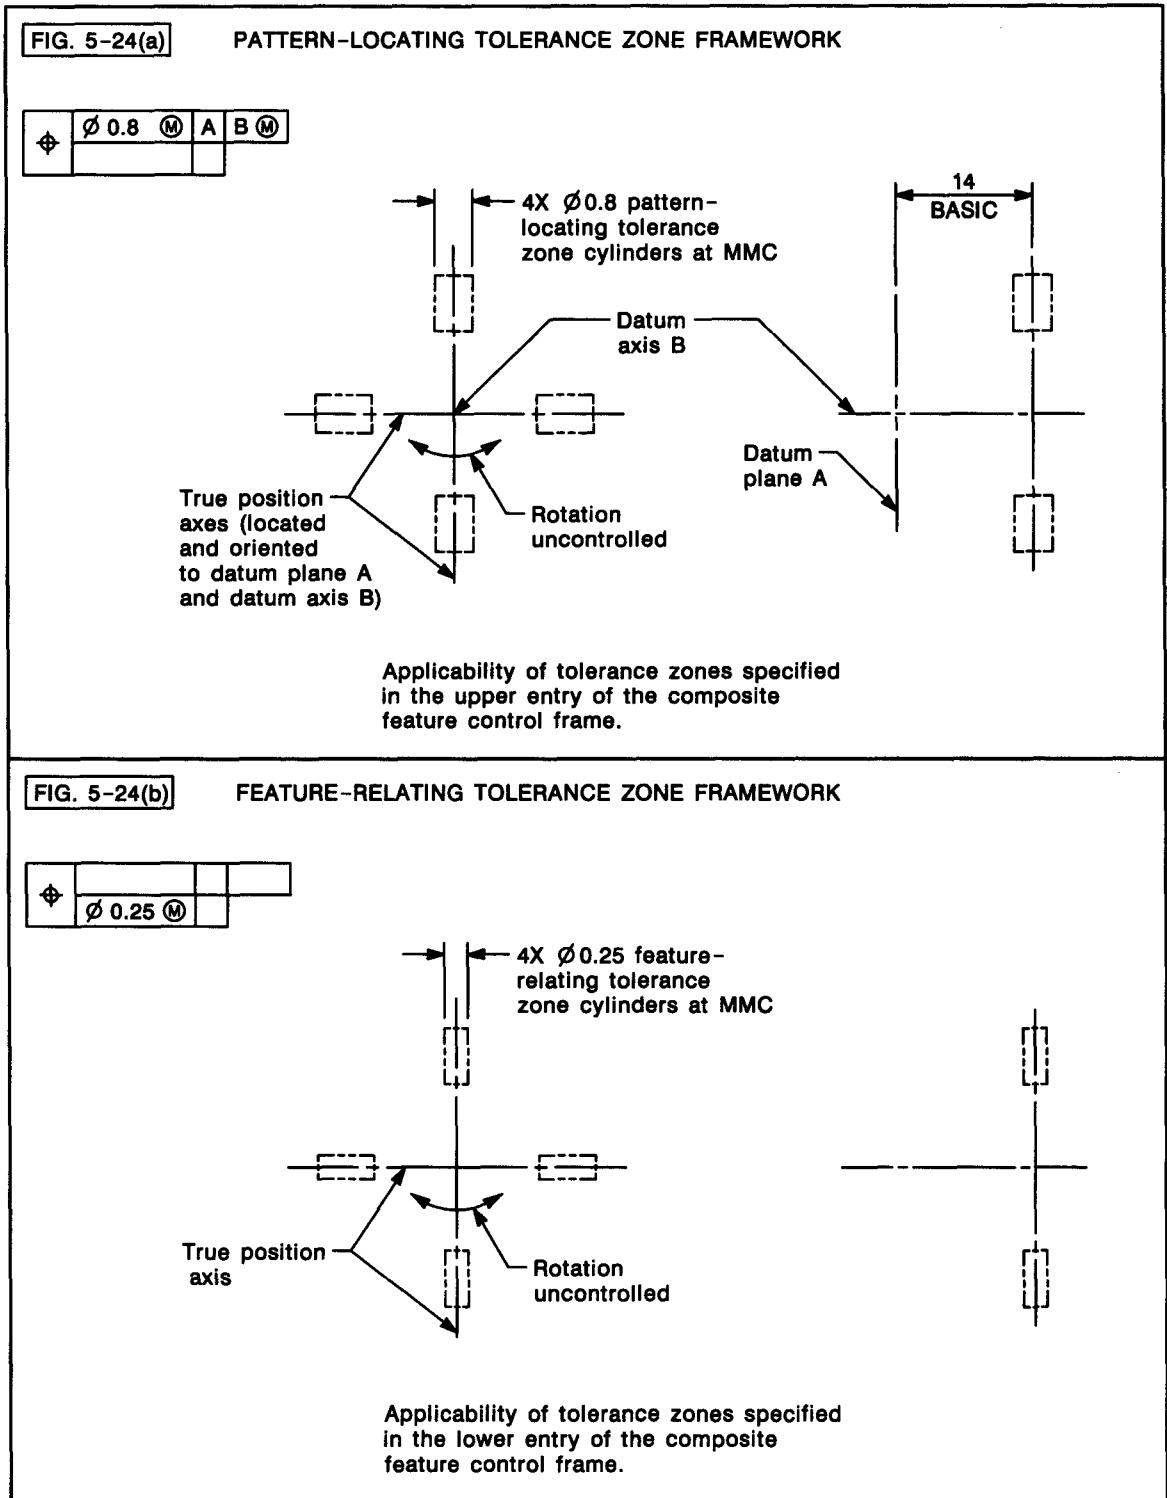 FIG. 5-24(a) PATTERN-LOCATING TOLERANCE ZONE FRAMEWORK
⌖ Ø 0.8 Ⓜ A B Ⓜ
4X Ø0.8 pattern-
locating tolerance
zone cylinders at MMC
14
BASIC
Datum
axis B
Datum
plane A
True position
axes (located
and oriented
to datum plane A
and datum axis B)
Rotation
uncontrolled
Applicability of tolerance zones specified
in the upper entry of the composite
feature control frame.
FIG. 5-24(b) FEATURE-RELATING TOLERANCE ZONE FRAMEWORK
⌖ Ø 0.25 Ⓜ
4X Ø0.25 feature-
relating tolerance
zone cylinders at MMC
True position
axis
Rotation
uncontrolled
Applicability of tolerance zones specified
in the lower entry of the composite
feature control frame.